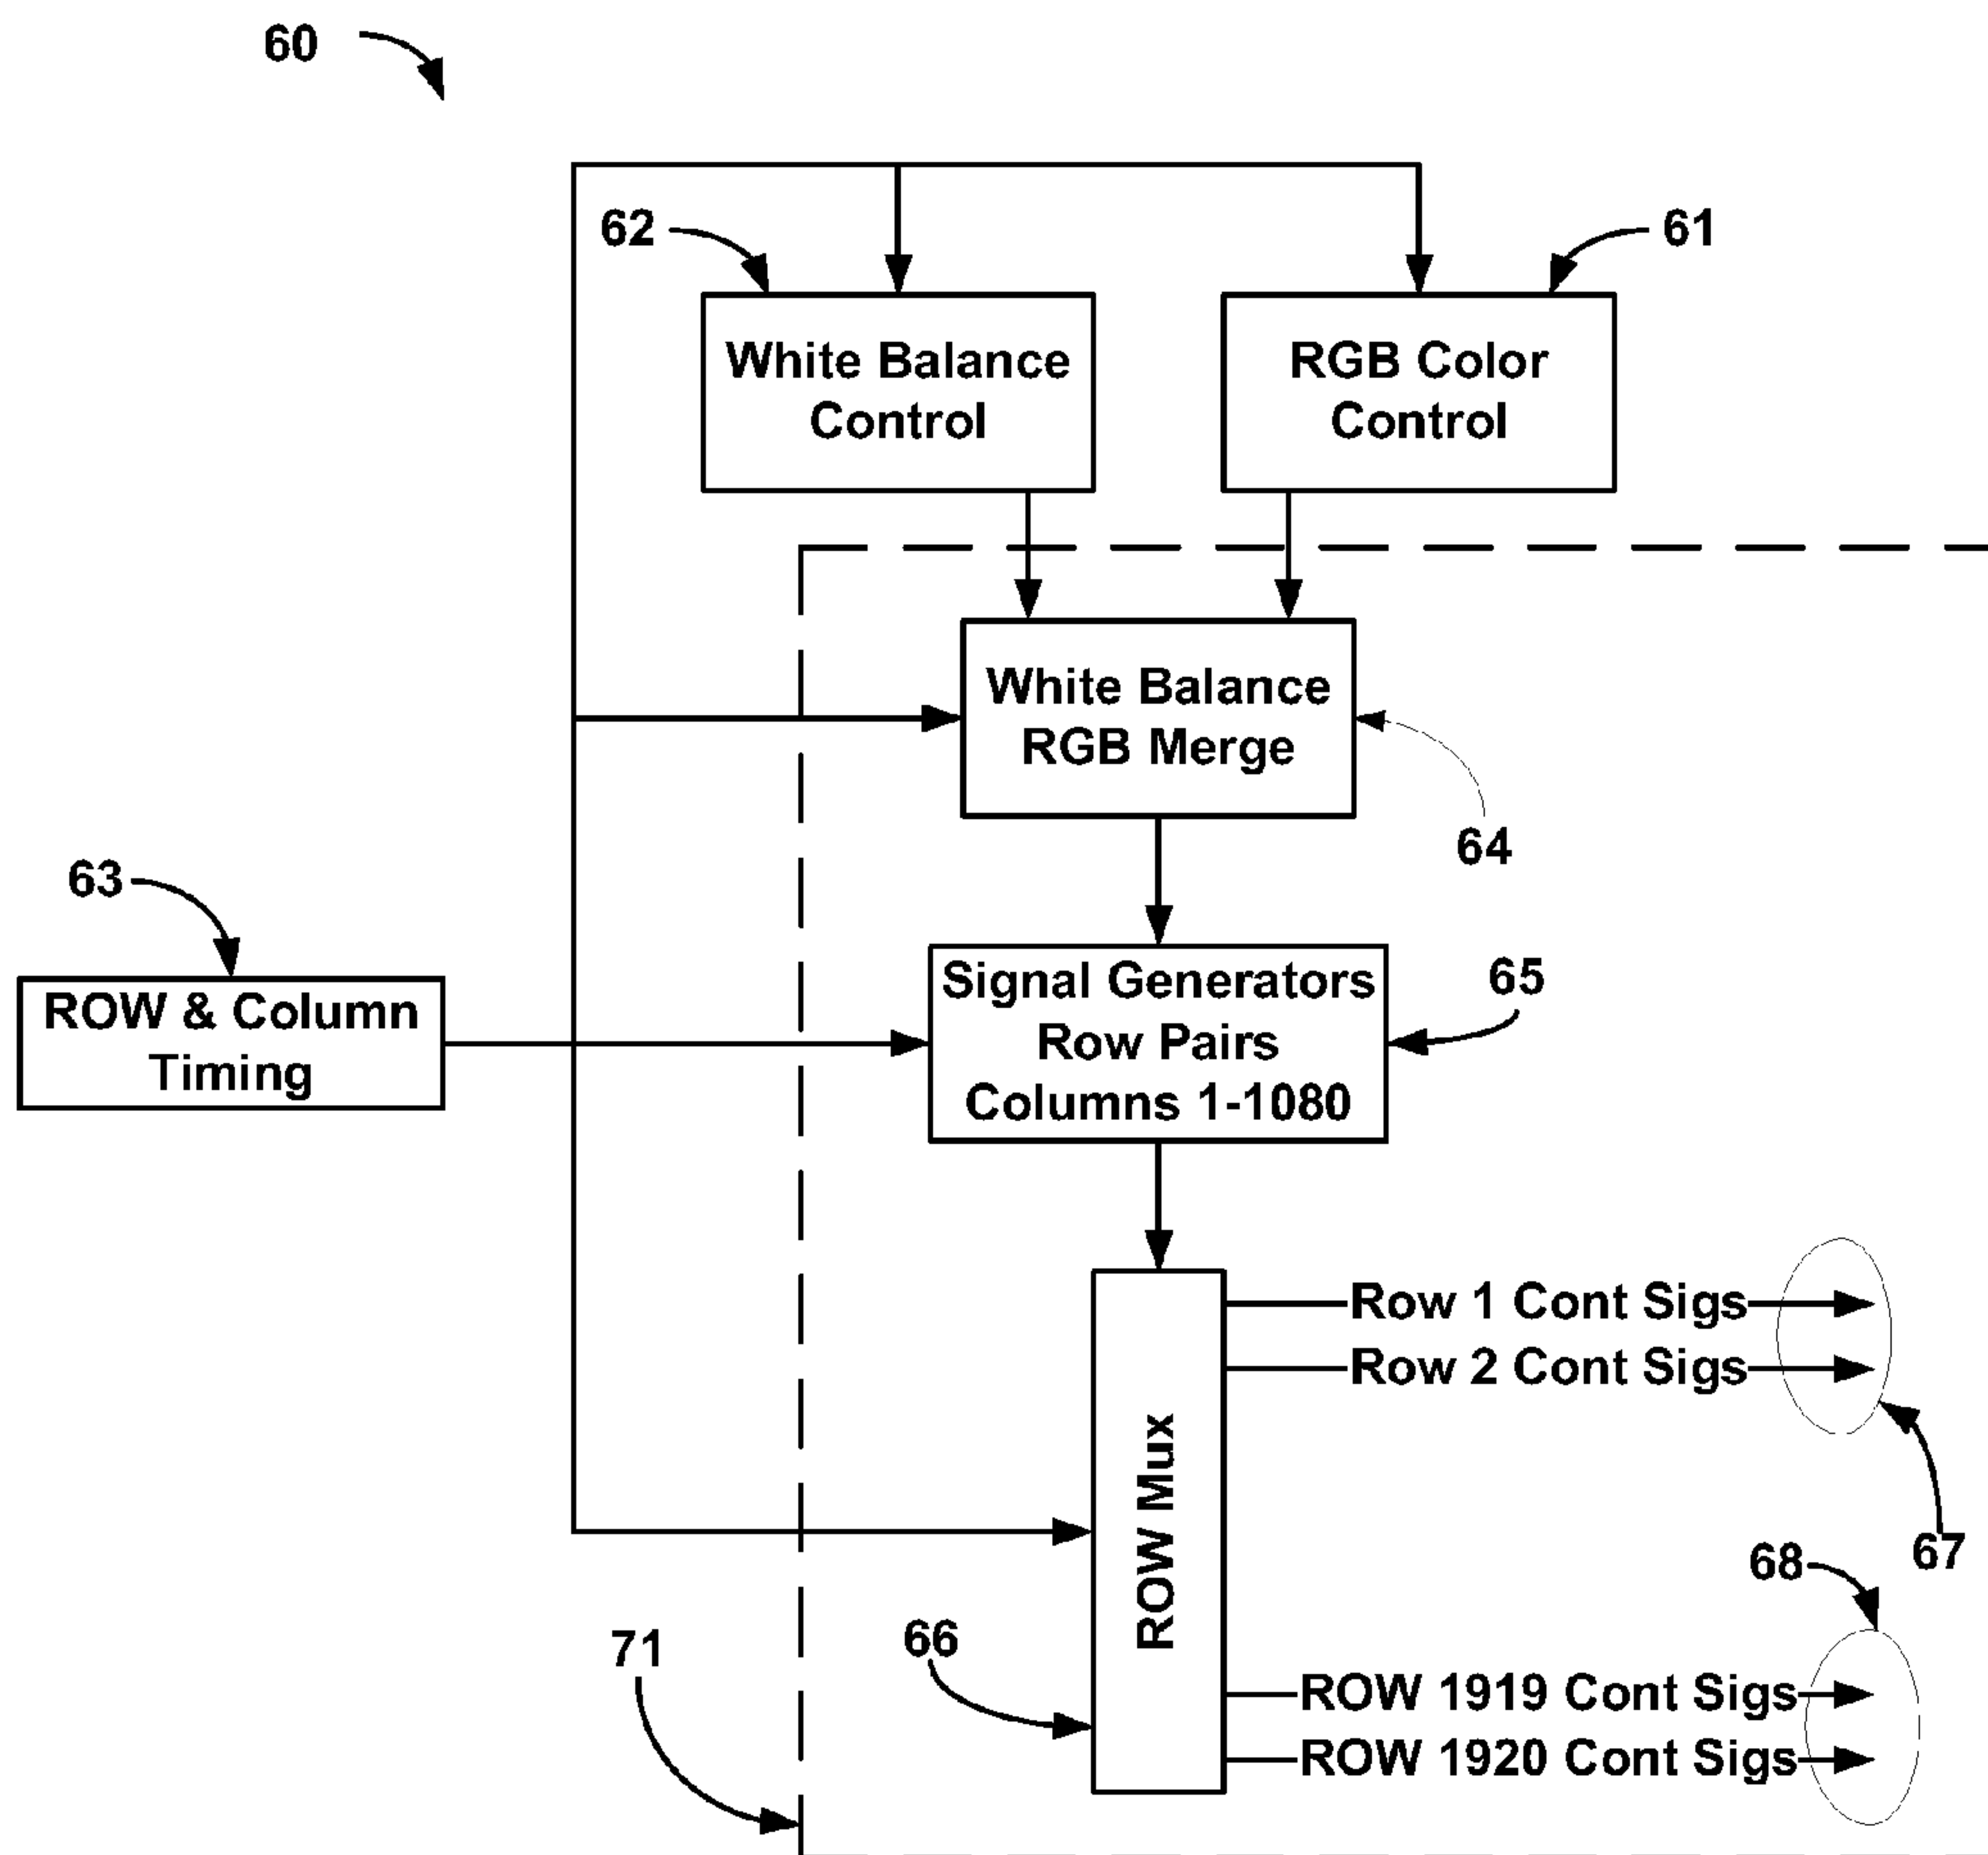 60
62
61
White Balance
Control
RGB Color
Control
White Balance
RGB Merge
64
63
ROW & Column
Timing
Signal Generators
Row Pairs
Columns 1-1080
65
Row 1 Cont Sigs
Row 2 Cont Sigs
ROW Mux
67
68
66
71
ROW 1919 Cont Sigs
ROW 1920 Cont Sigs